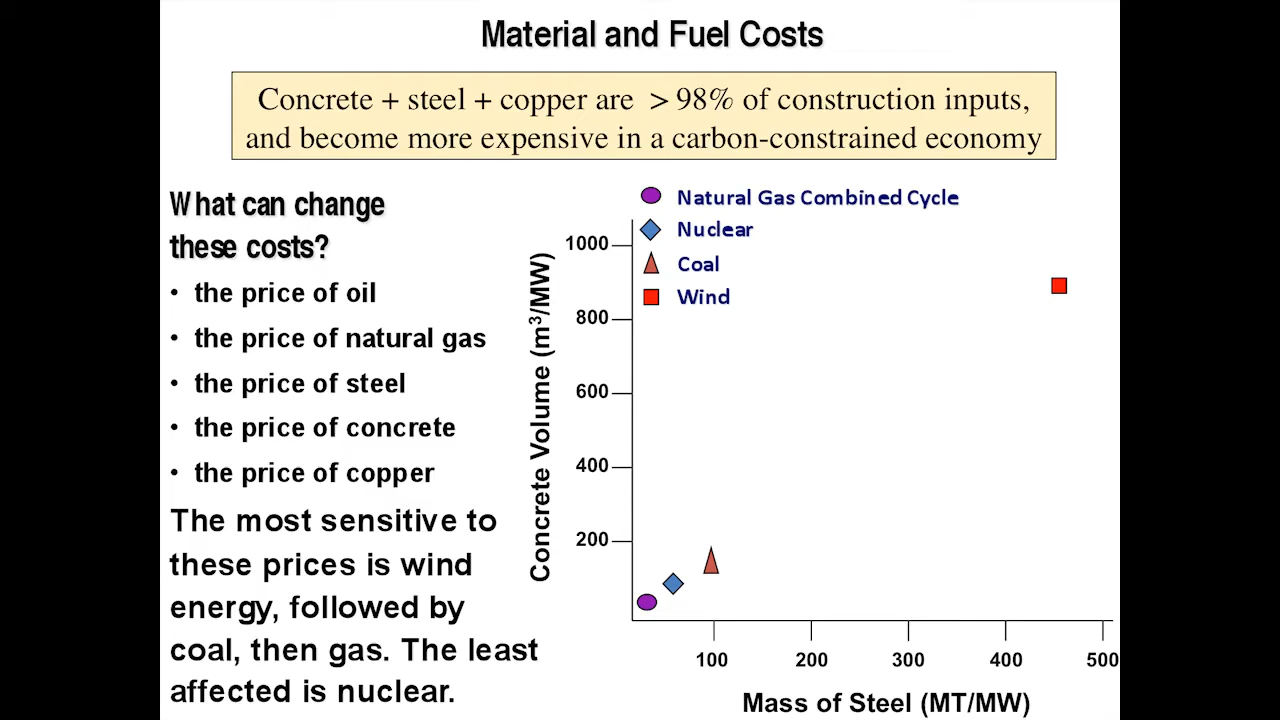 Material and Fuel Costs
Concrete + steel + copper are > 98% of construction inputs,
and become more expensive in a carbon-constrained economy
What can change
these costs?
• the price of oil
• the price of natural gas
• the price of steel
• the price of concrete
• the price of copper
The most sensitive to
these prices is wind
energy, followed by
coal, then gas. The least
affected is nuclear.
Natural Gas Combined Cycle
Nuclear
Coal
Wind
Concrete Volume (m³/MW)
1000
800
600
400
200
100 200 300 400 500
Mass of Steel (MT/MW)